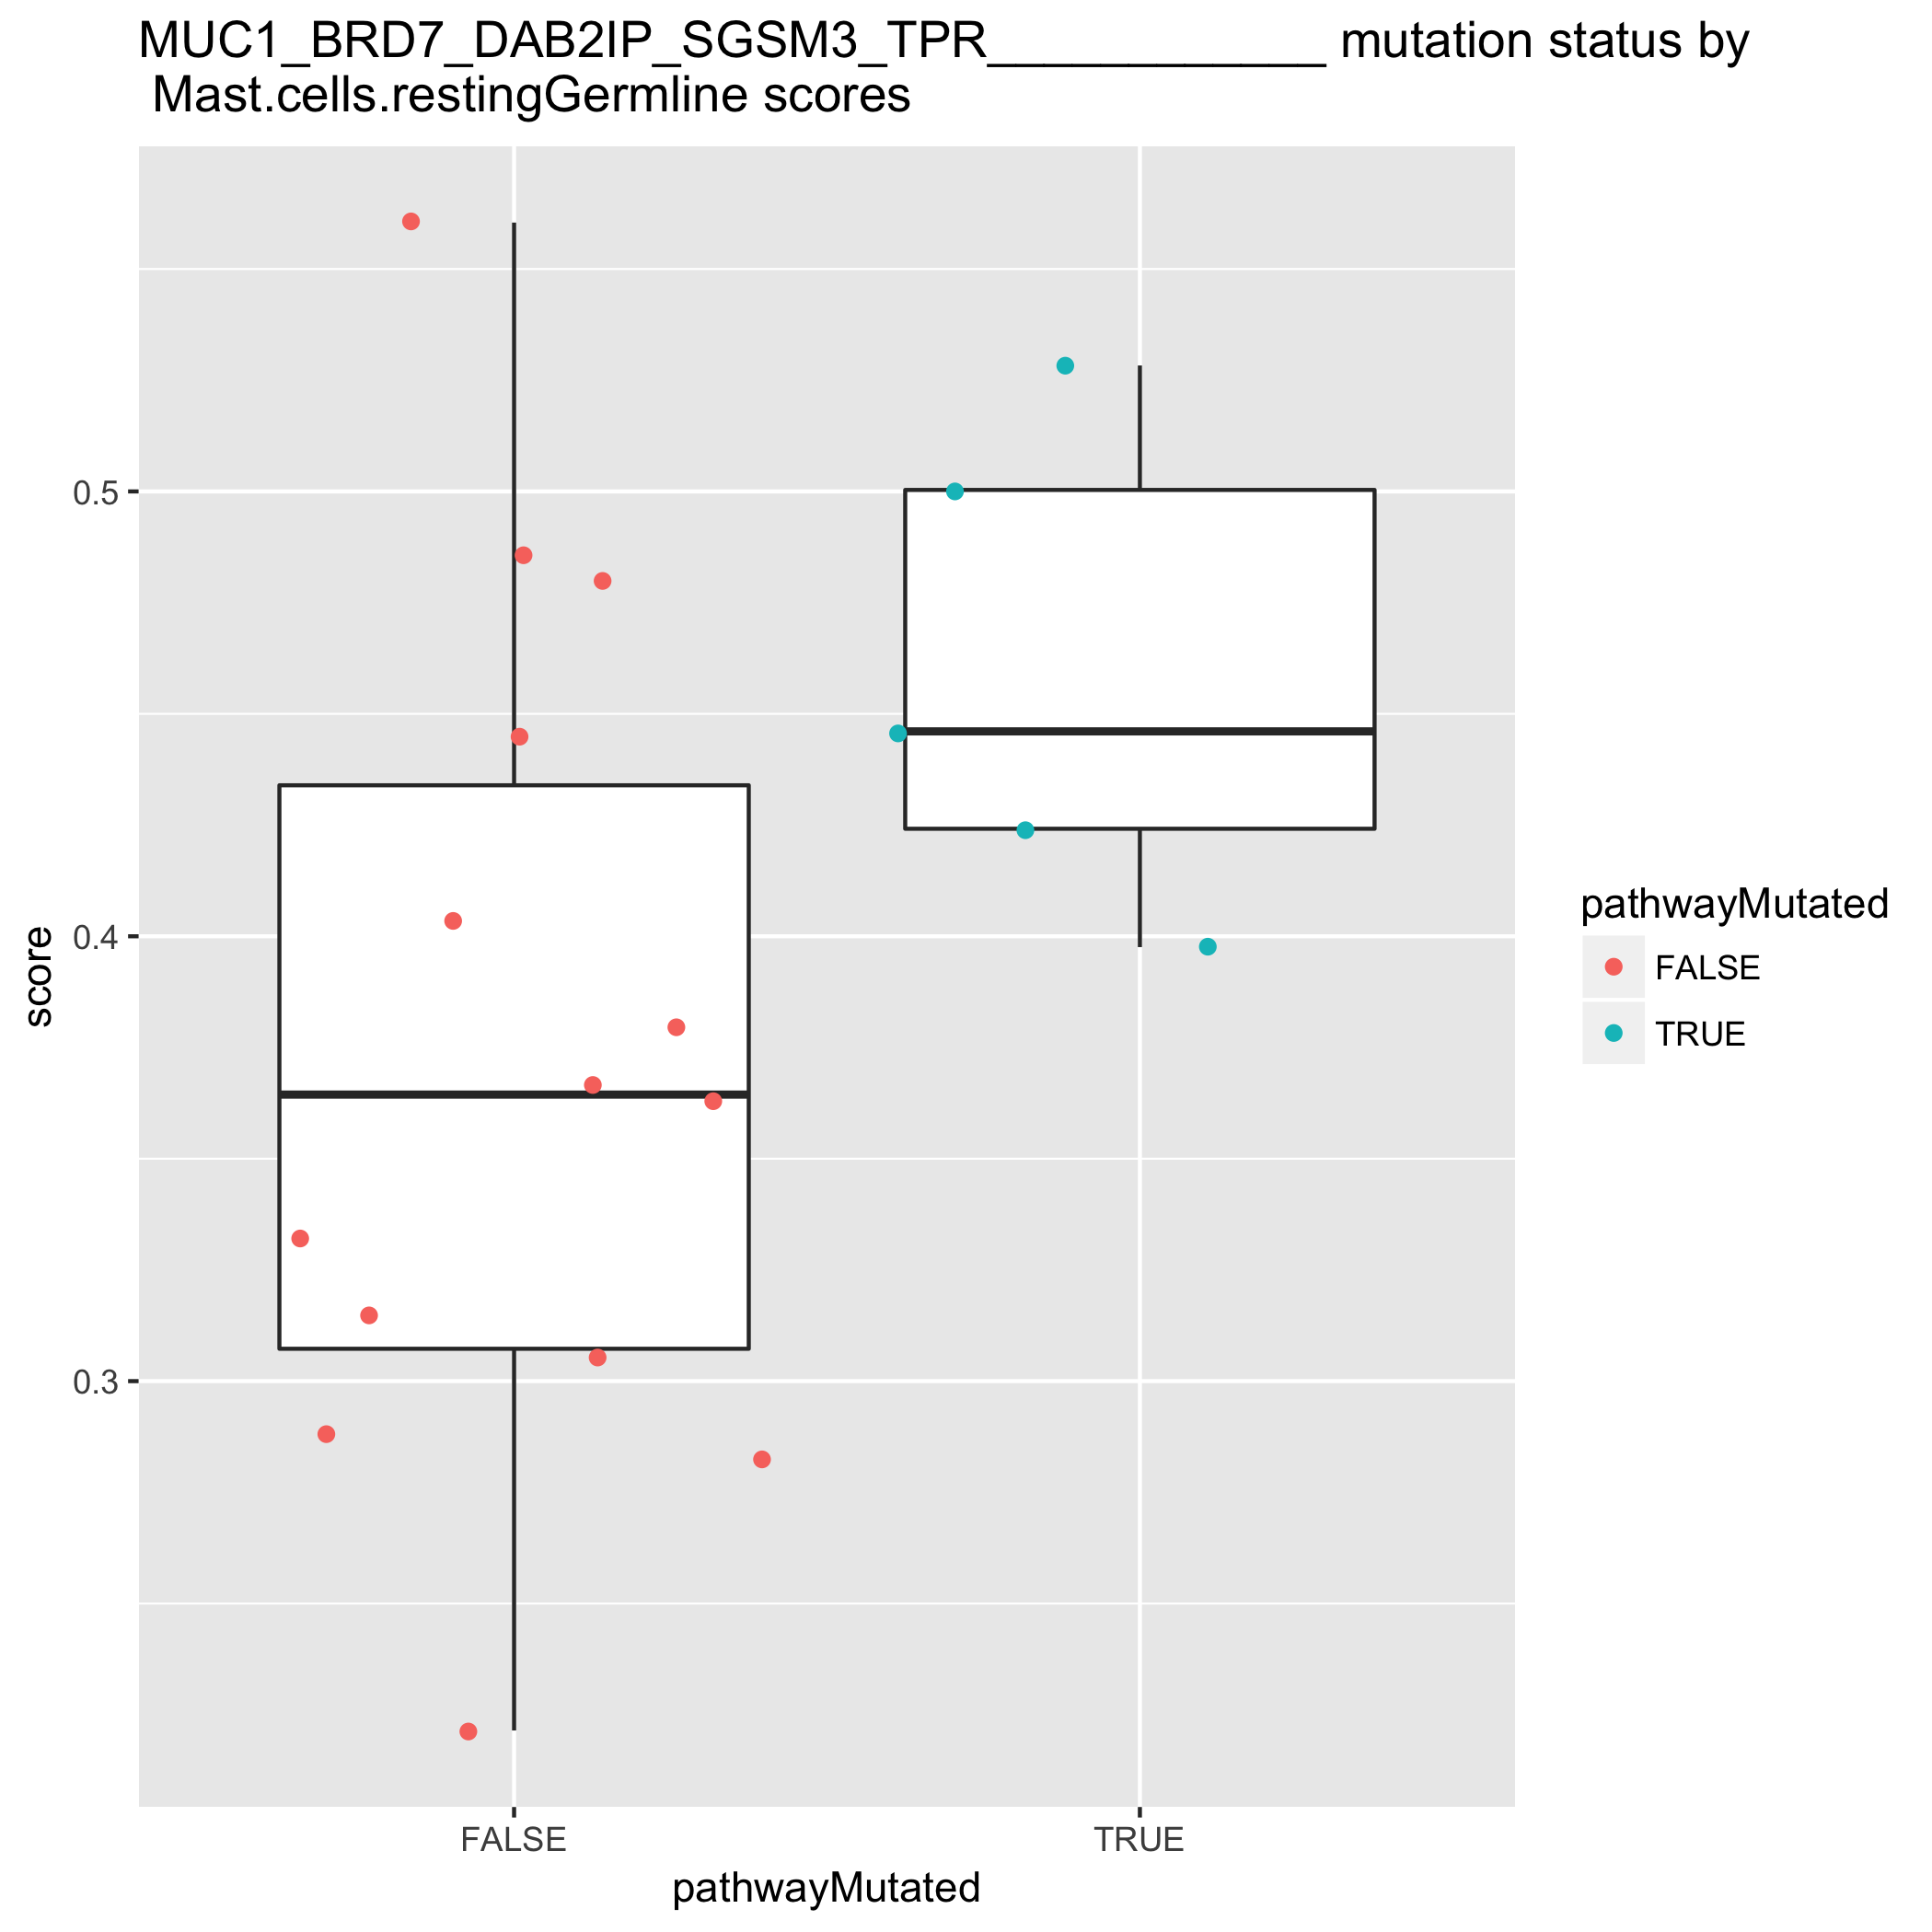 MUC1_BRD7_DAB2IP_SGSM3_TPR____________ mutation status by
Mast.cells.restingGermline scores
0.5
0.4
0.3
score
FALSE
TRUE
pathwayMutated
pathwayMutated
FALSE
TRUE